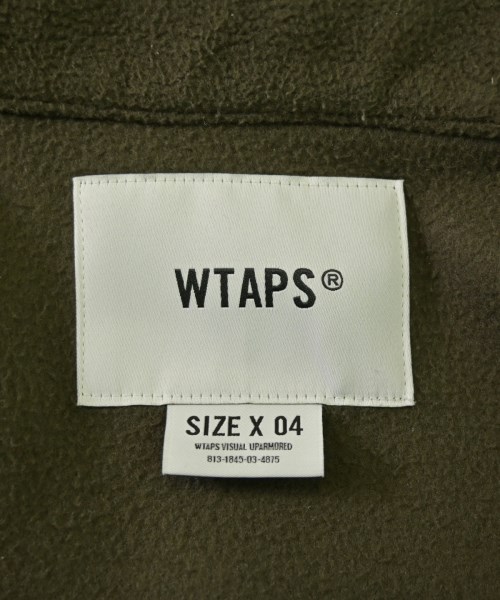 WTAPS®
SIZE X 04
WTAPS VISUAL UPARMORED
813-1845-03-4875